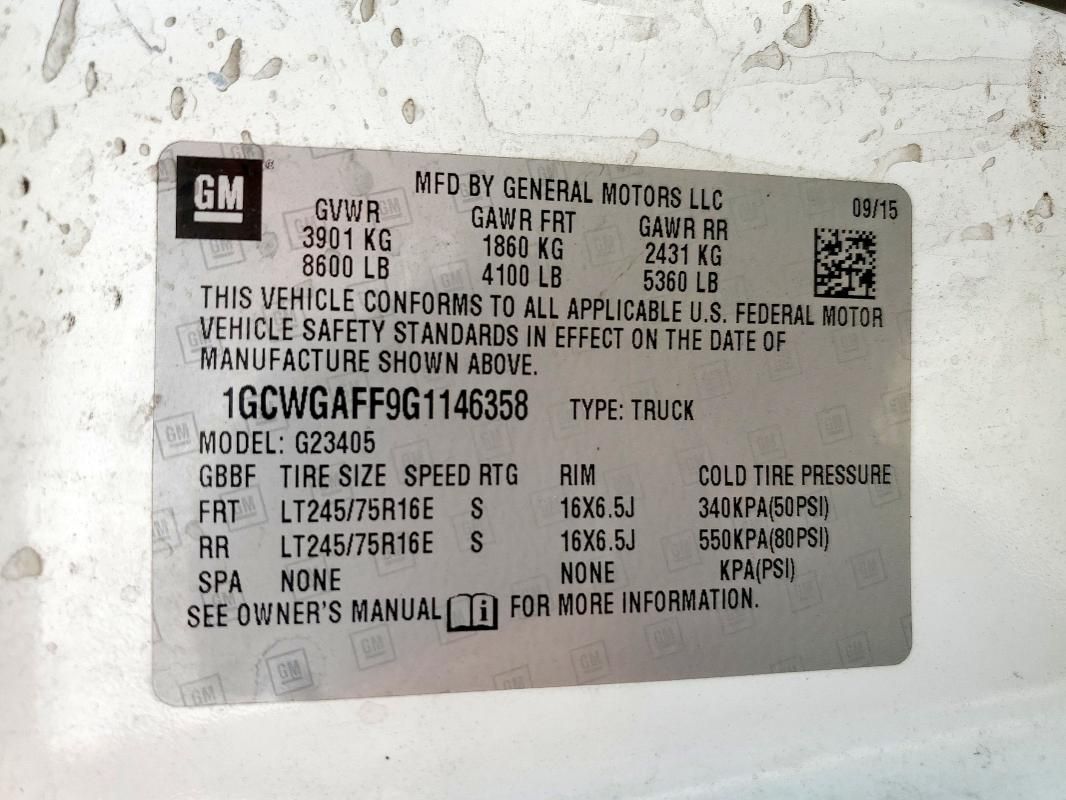 GM
MFD BY GENERAL MOTORS LLC
09/15
GVWR GAWR FRT GAWR RR
3901 KG 1860 KG 2431 KG
8600 LB 4100 LB 5360 LB
THIS VEHICLE CONFORMS TO ALL APPLICABLE U.S. FEDERAL MOTOR
VEHICLE SAFETY STANDARDS IN EFFECT ON THE DATE OF
MANUFACTURE SHOWN ABOVE.
1GCWGAFF9G1146358 TYPE: TRUCK
MODEL: G23405
GBBF TIRE SIZE SPEED RTG RIM COLD TIRE PRESSURE
FRT LT245/75R16E S 16X6.5J 340KPA(50PSI)
RR LT245/75R16E S 16X6.5J 550KPA(80PSI)
SPA NONE NONE KPA(PSI)
SEE OWNER'S MANUAL i FOR MORE INFORMATION.